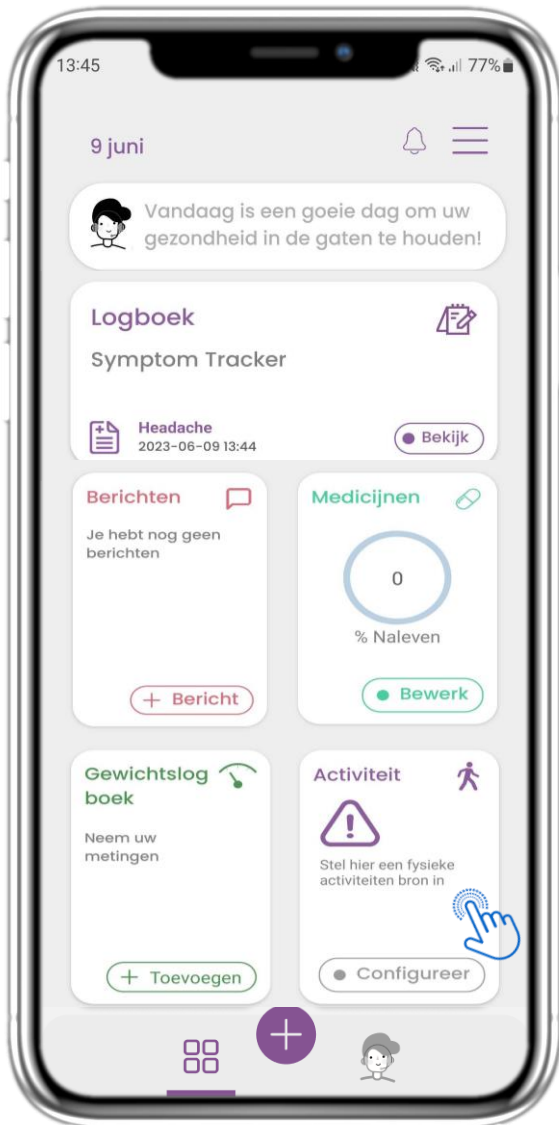 13:45
77%
9 juni
Vandaag is een goeie dag om uw
gezondheid in de gaten te houden!
Logboek
Symptom Tracker
Headache
2023-06-09 13:44
Bekijk
Berichten
Je hebt nog geen
berichten
+ Bericht
Medicijnen
0
% Naleven
Bewerk
Gewichtslog
boek
Neem uw
metingen
+ Toevoegen
Activiteit
Stel hier een fysieke
activiteiten bron in
Configureer